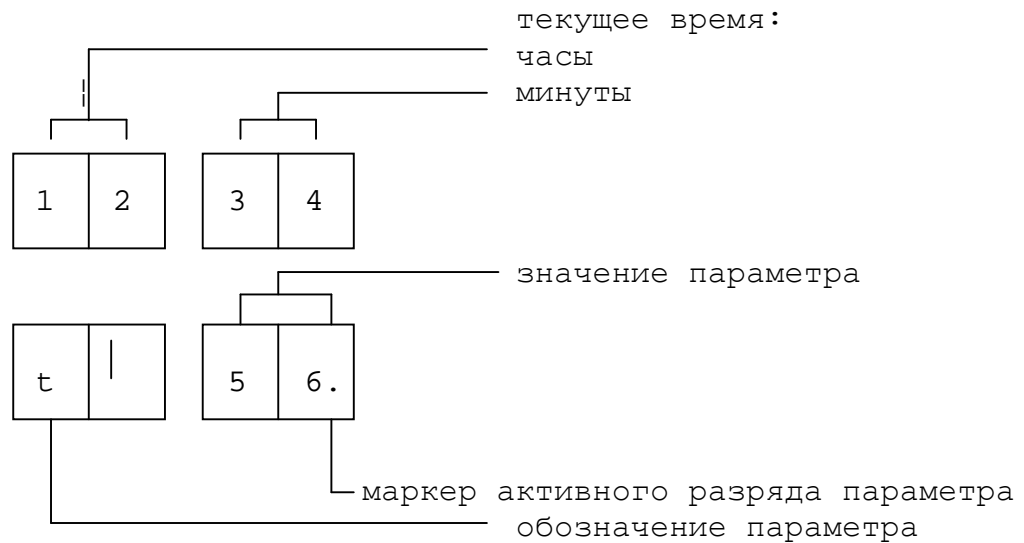 текущее время:
часы
минуты
1 2 3 4
значение параметра
t 5 6.
маркер активного разряда параметра
обозначение параметра